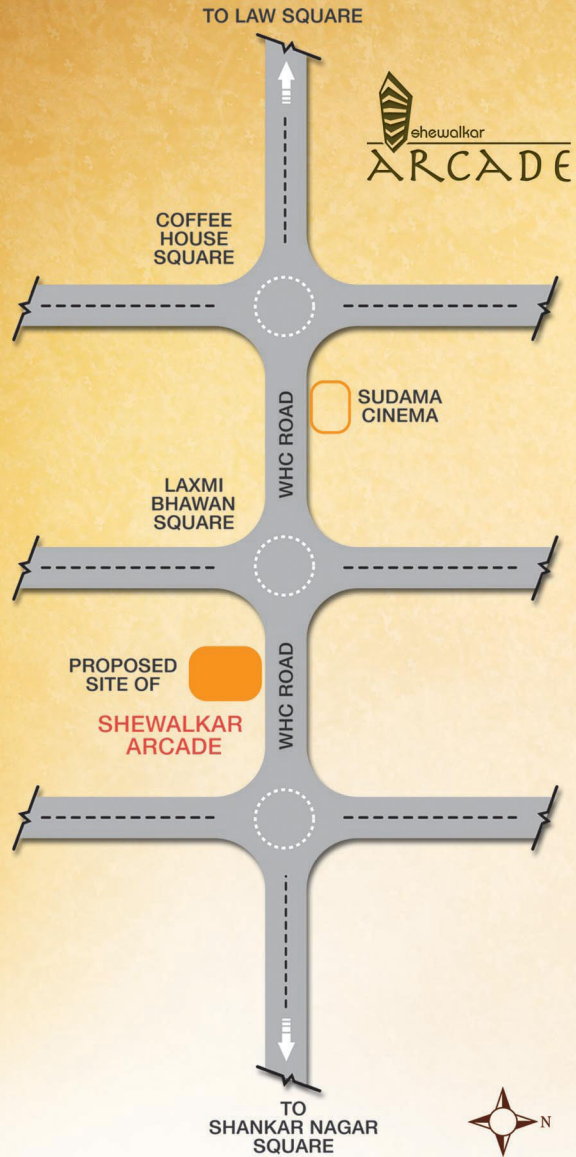 TO LAW SQUARE
shewalkar
ARCADE
COFFEE
HOUSE
SQUARE
WHC ROAD
SUDAMA
CINEMA
LAXMI
BHAWAN
SQUARE
PROPOSED
SITE OF
SHEWALKAR
ARCADE
WHC ROAD
TO
SHANKAR NAGAR
SQUARE
N